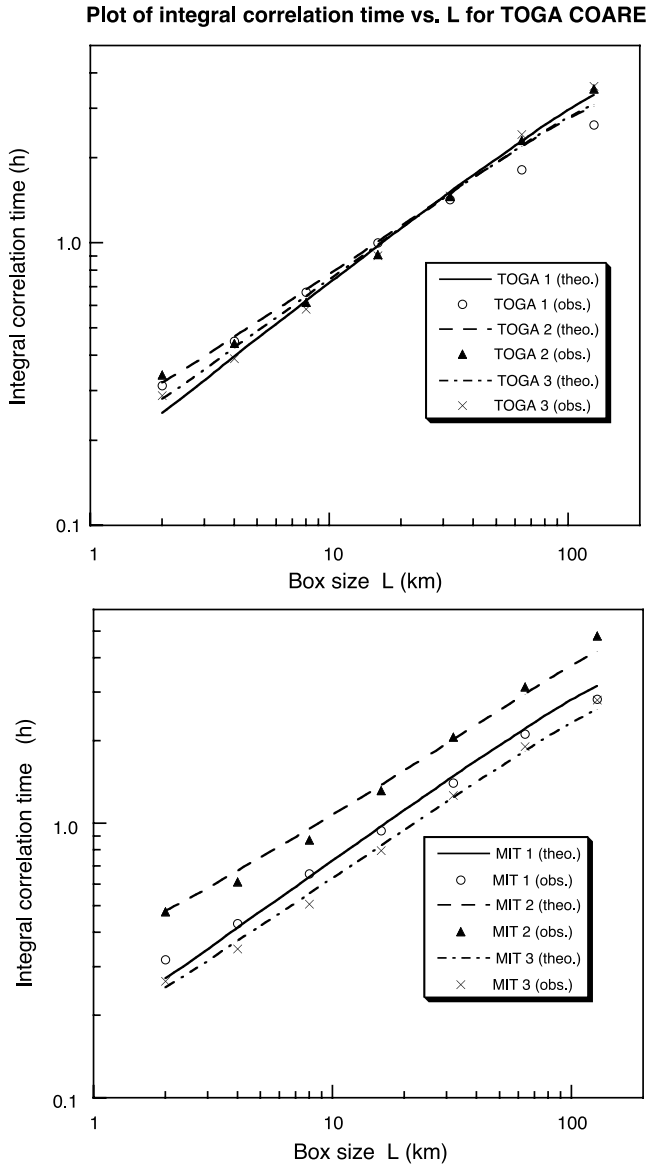 Plot of integral correlation time vs. L for TOGA COARE
Integral correlation time (h)
1.0
0.1
TOGA 1 (theo.)
TOGA 1 (obs.)
TOGA 2 (theo.)
TOGA 2 (obs.)
TOGA 3 (theo.)
TOGA 3 (obs.)
1 10 100
Box size L (km)
Integral correlation time (h)
1.0
0.1
MIT 1 (theo.)
MIT 1 (obs.)
MIT 2 (theo.)
MIT 2 (obs.)
MIT 3 (theo.)
MIT 3 (obs.)
1 10 100
Box size L (km)